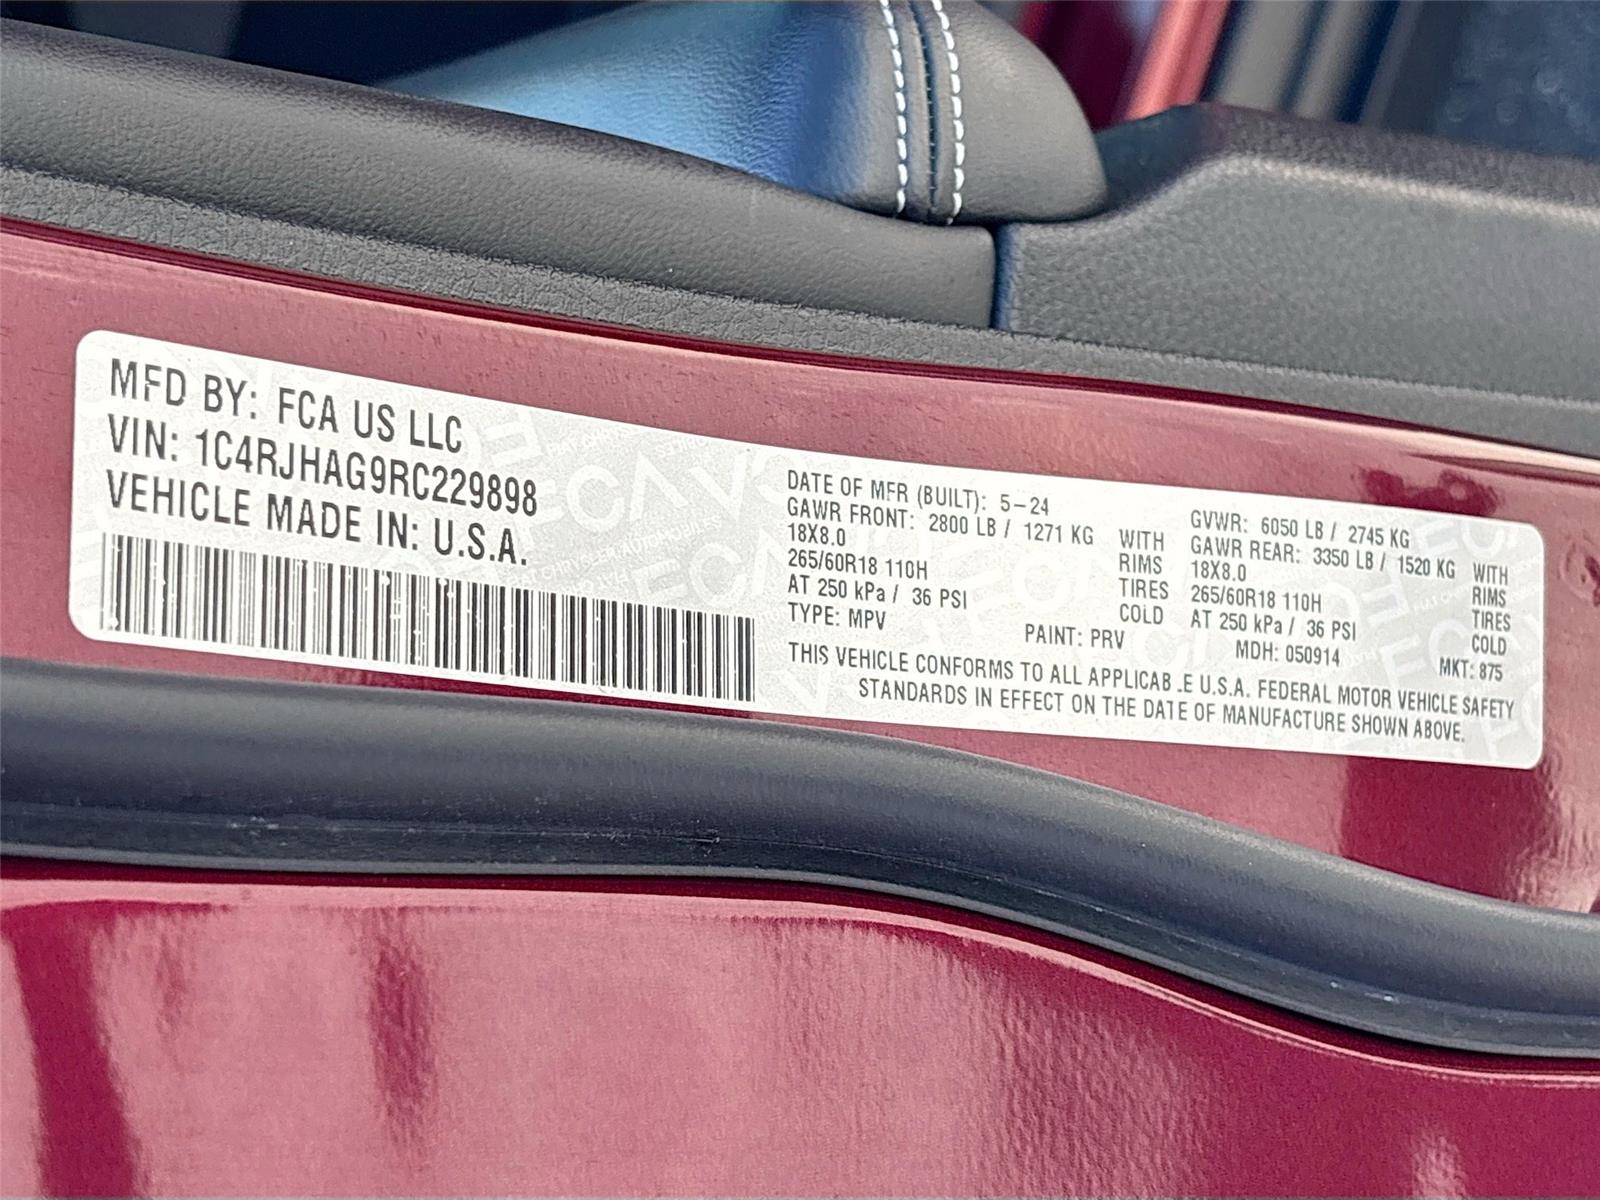 MFD BY: FCA US LLC
VIN: 1C4RJHAG9RC229898
VEHICLE MADE IN: U.S.A.
DATE OF MFR (BUILT): 5-24
GAWR FRONT: 2800 LB / 1271 KG WITH
18X8.0 RIMS
265/60R18 110H TIRES
AT 250 kPa / 36 PSI COLD
TYPE: MPV PAINT: PRV
GVWR: 6050 LB / 2745 KG
GAWR REAR: 3350 LB / 1520 KG WITH
18X8.0 RIMS
265/60R18 110H TIRES
AT 250 kPa / 36 PSI COLD
MDH: 050914 MKT: 875
THIS VEHICLE CONFORMS TO ALL APPLICAB.E U.S.A. FEDERAL MOTOR VEHICLE SAFETY
STANDARDS IN EFFECT ON THE DATE OF MANUFACTURE SHOWN ABOVE.